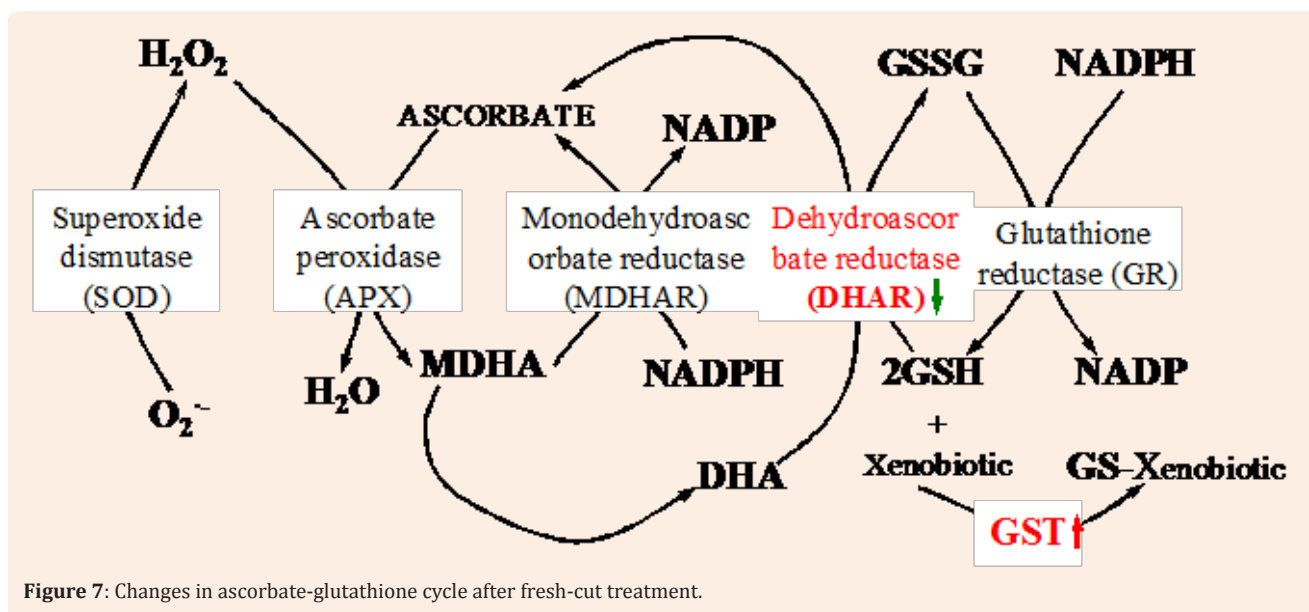 H₂O₂
GSSG
NADPH
ASCORBATE
NADP
Superoxide
dismutase
(SOD)
Ascorbate
peroxidase
(APX)
Monodehydroasc
orbate reductase
(MDHAR)
Dehydroascor
bate reductase
(DHAR)
Glutathione
reductase (GR)
MDHA
NADPH
2GSH
NADP
H₂O
O₂·–
+
Xenobiotic
GS-Xenobiotic
DHA
GST
Figure 7: Changes in ascorbate-glutathione cycle after fresh-cut treatment.